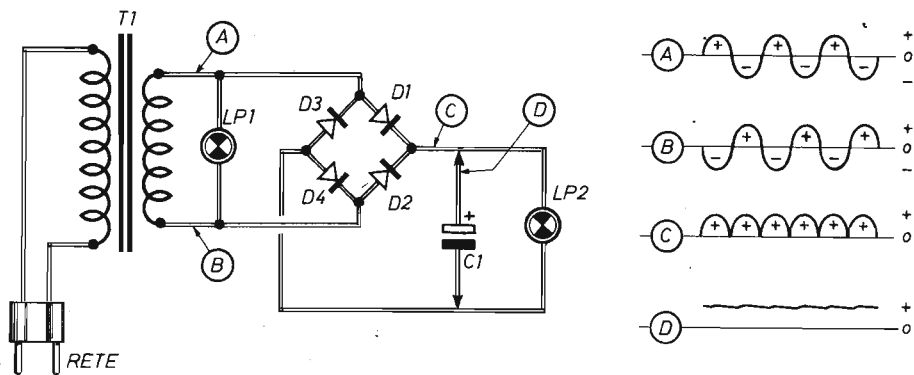 T1
A
LP1
D3
D1
C
D
D4
D2
LP2
+
C1
B
RETE
A
+ + +
- - -
+
o
-
B
+ + +
- - -
+
o
-
C
+ + + + + +
+
o
D
+
o